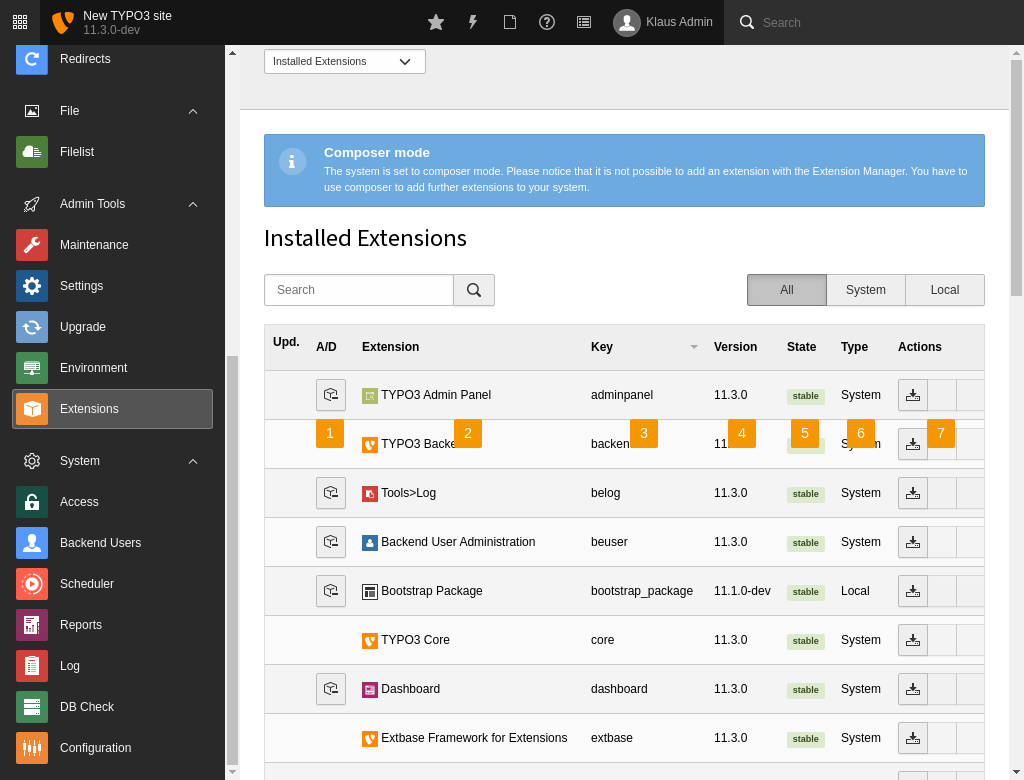 New TYPO3 site
11.3.0-dev
Klaus Admin
Search
Redirects
File
Filelist
Admin Tools
Maintenance
Settings
Upgrade
Environment
Extensions
System
Access
Backend Users
Scheduler
Reports
Log
DB Check
Configuration
Installed Extensions
Composer mode
The system is set to composer mode. Please notice that it is not possible to add an extension with the Extension Manager. You have to
use composer to add further extensions to your system.
Installed Extensions
Search
All System Local
Upd. A/D Extension Key Version State Type Actions
TYPO3 Admin Panel adminpanel 11.3.0 stable System
1 2 3 4 5 6 7
TYPO3
Tools>Log belog 11.3.0 stable System
Backend User Administration beuser 11.3.0 stable System
Bootstrap Package bootstrap_package 11.1.0-dev stable Local
TYPO3 Core core 11.3.0 stable System
Dashboard dashboard 11.3.0 stable System
Extbase Framework for Extensions extbase 11.3.0 stable System